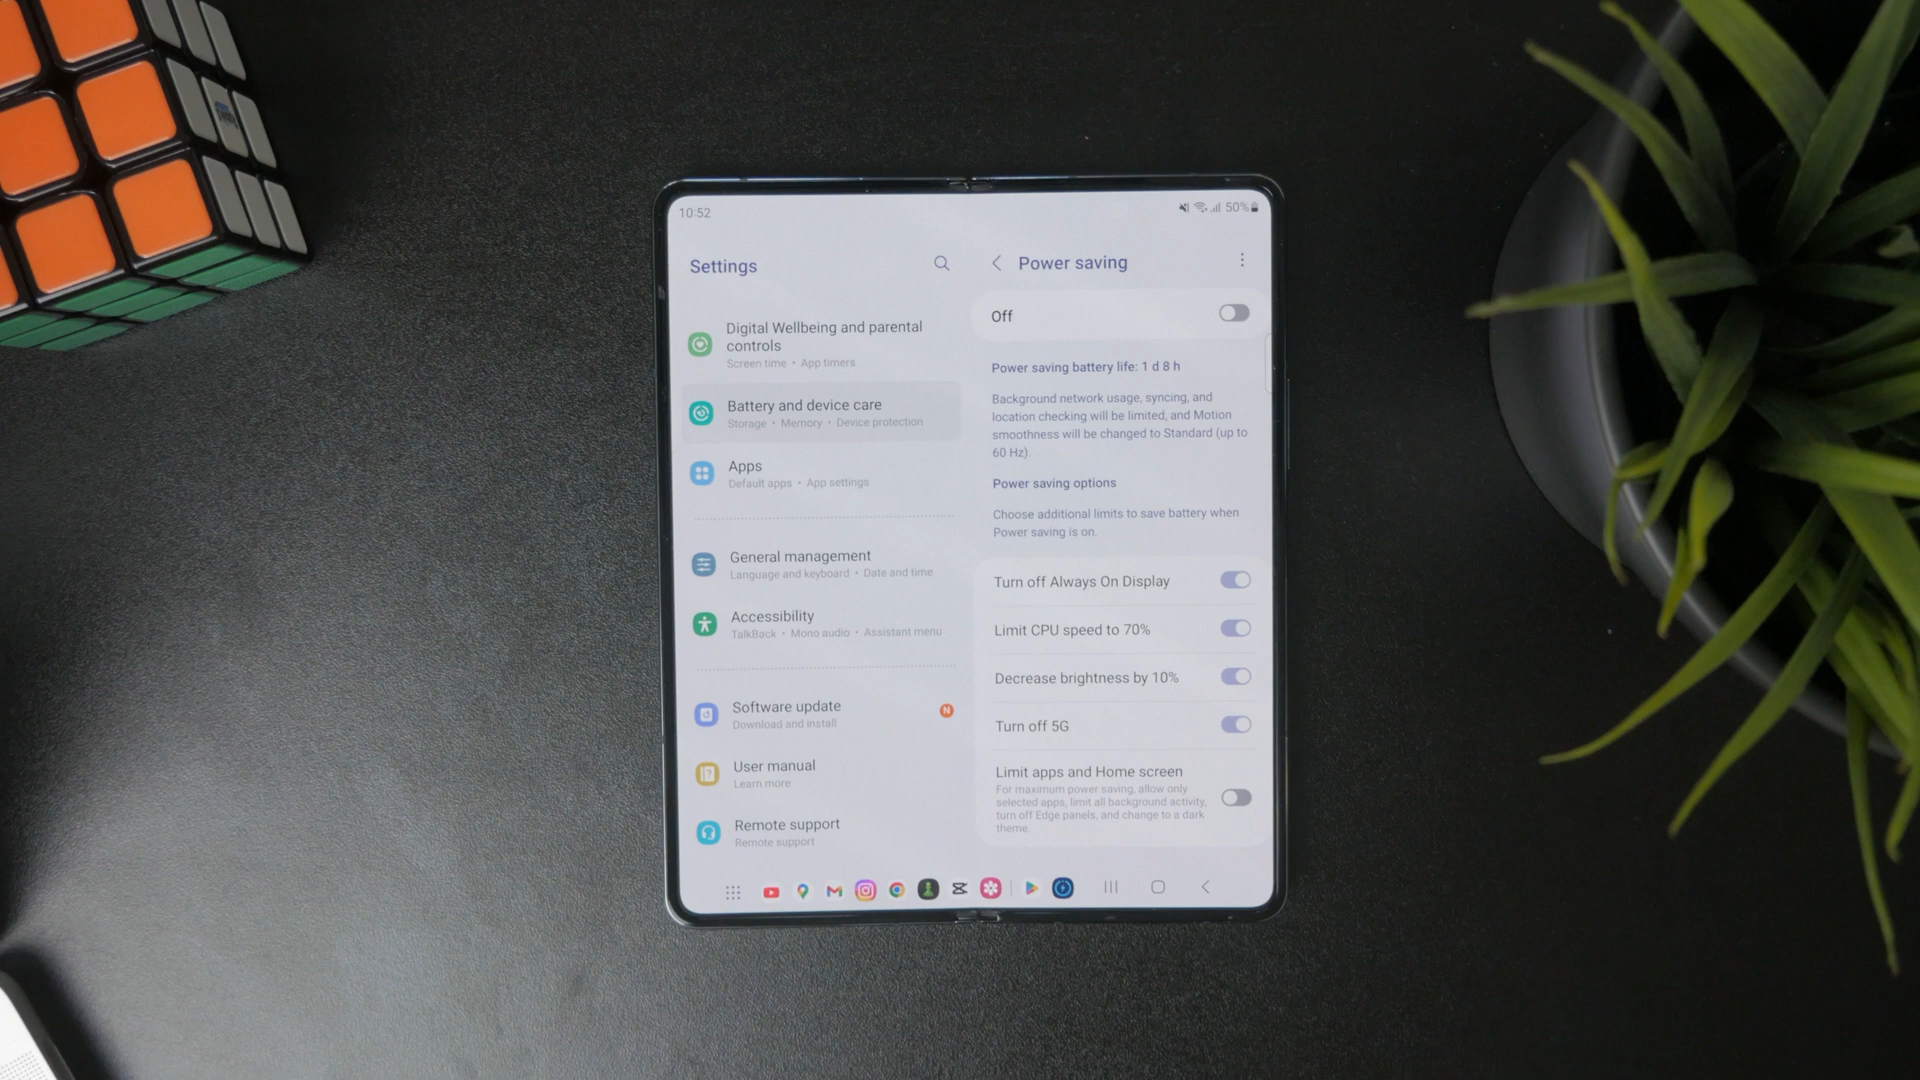 10:52
50%
Settings
Digital Wellbeing and parental
controls
Screen time • App timers
Battery and device care
Storage • Memory • Device protection
Apps
Default apps • App settings
General management
Language and keyboard • Date and time
Accessibility
TalkBack • Mono audio • Assistant menu
Software update
N
Download and install
User manual
Learn more
Remote support
Remote support
Power saving
Off
Power saving battery life: 1 d 8 h
Background network usage, syncing, and
location checking will be limited, and Motion
smoothness will be changed to Standard (up to
60 Hz).
Power saving options
Choose additional limits to save battery when
Power saving is on.
Turn off Always On Display
Limit CPU speed to 70%
Decrease brightness by 10%
Turn off 5G
Limit apps and Home screen
For maximum power saving, allow only
selected apps, limit all background activity,
turn off Edge panels, and change to a dark
theme.